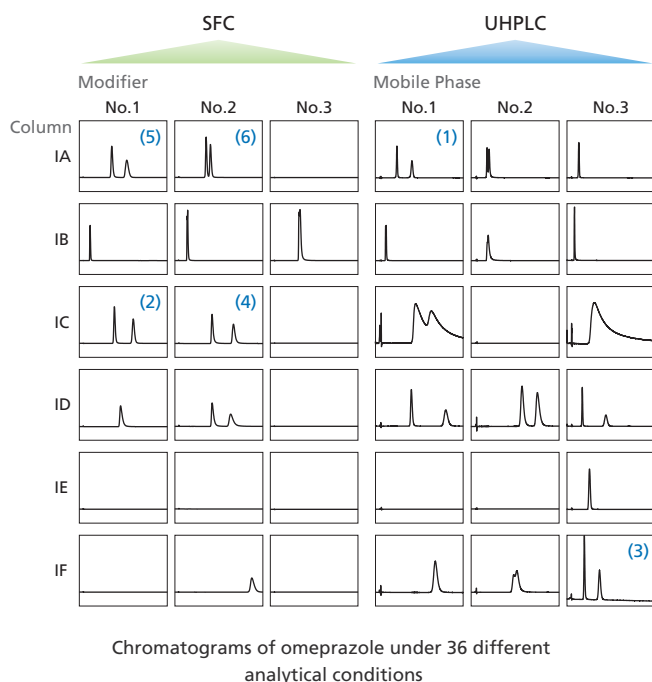 SFC UHPLC
Modifier Mobile Phase
No.1 No.2 No.3 No.1 No.2 No.3
Column
IA (5) (6) (1)
IB
IC (2) (4)
ID
IE
IF (3)
Chromatograms of omeprazole under 36 different
analytical conditions